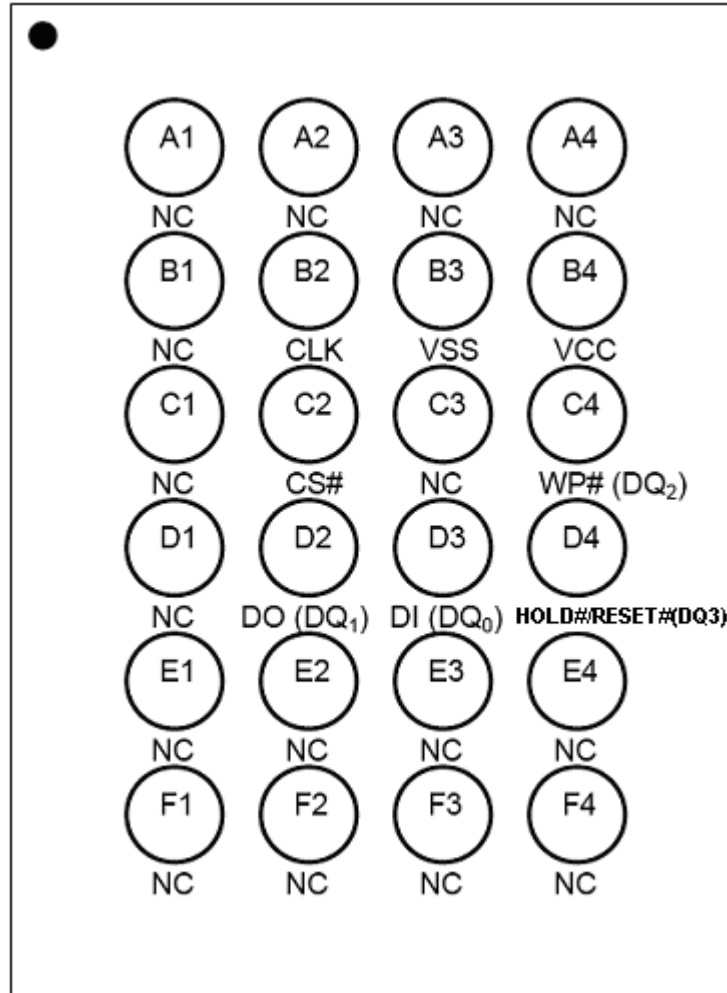 A1 A2 A3 A4
NC NC NC NC
B1 B2 B3 B4
NC CLK VSS VCC
C1 C2 C3 C4
NC CS# NC WP# (DQ₂)
D1 D2 D3 D4
NC DO (DQ₁) DI (DQ₀) HOLD#/RESET#(DQ3)
E1 E2 E3 E4
NC NC NC NC
F1 F2 F3 F4
NC NC NC NC